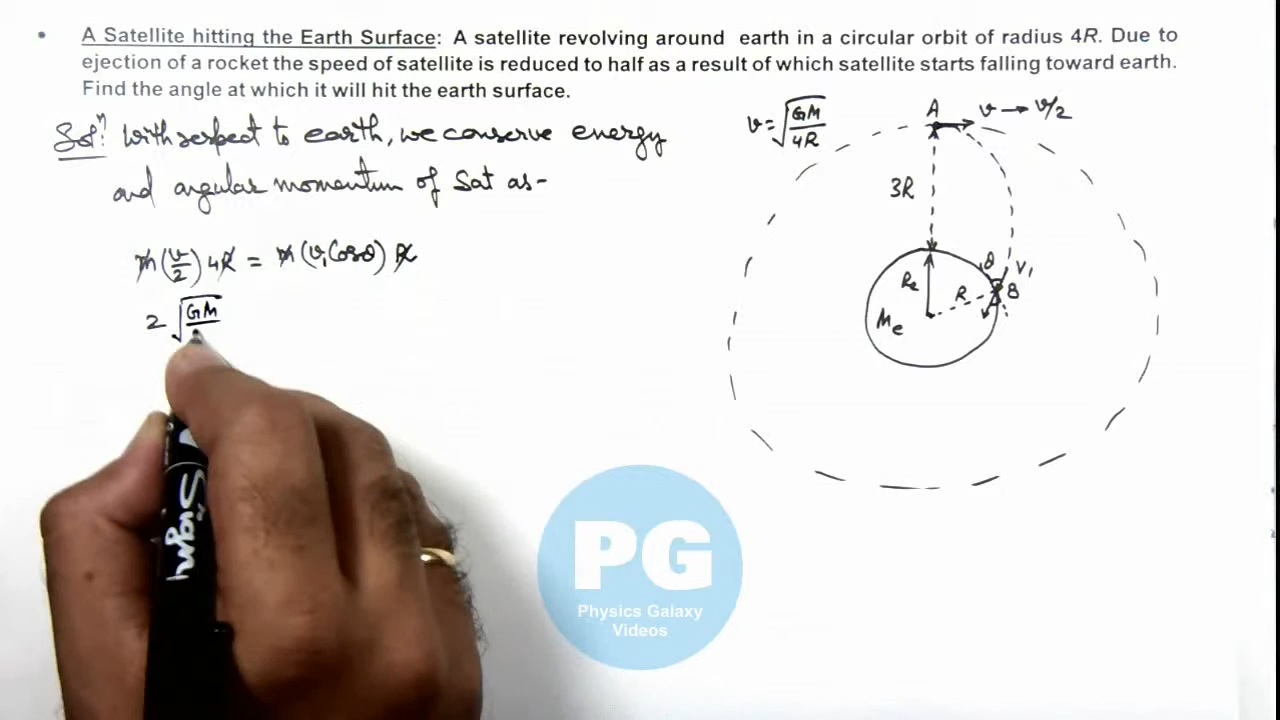 • A Satellite hitting the Earth Surface: A satellite revolving around earth in a circular orbit of radius 4R. Due to
ejection of a rocket the speed of satellite is reduced to half as a result of which satellite starts falling toward earth.
Find the angle at which it will hit the earth surface.
Solⁿ: With respect to earth, we conserve energy
and angular momentum of Sat as-
m(v/2)4R = m(v₁Cosθ)R
2√GM/
v=√GM/4R
A v → v/2
3R
Rₑ
Mₑ
R
θ V₁
B
Sign
PG
Physics Galaxy
Videos